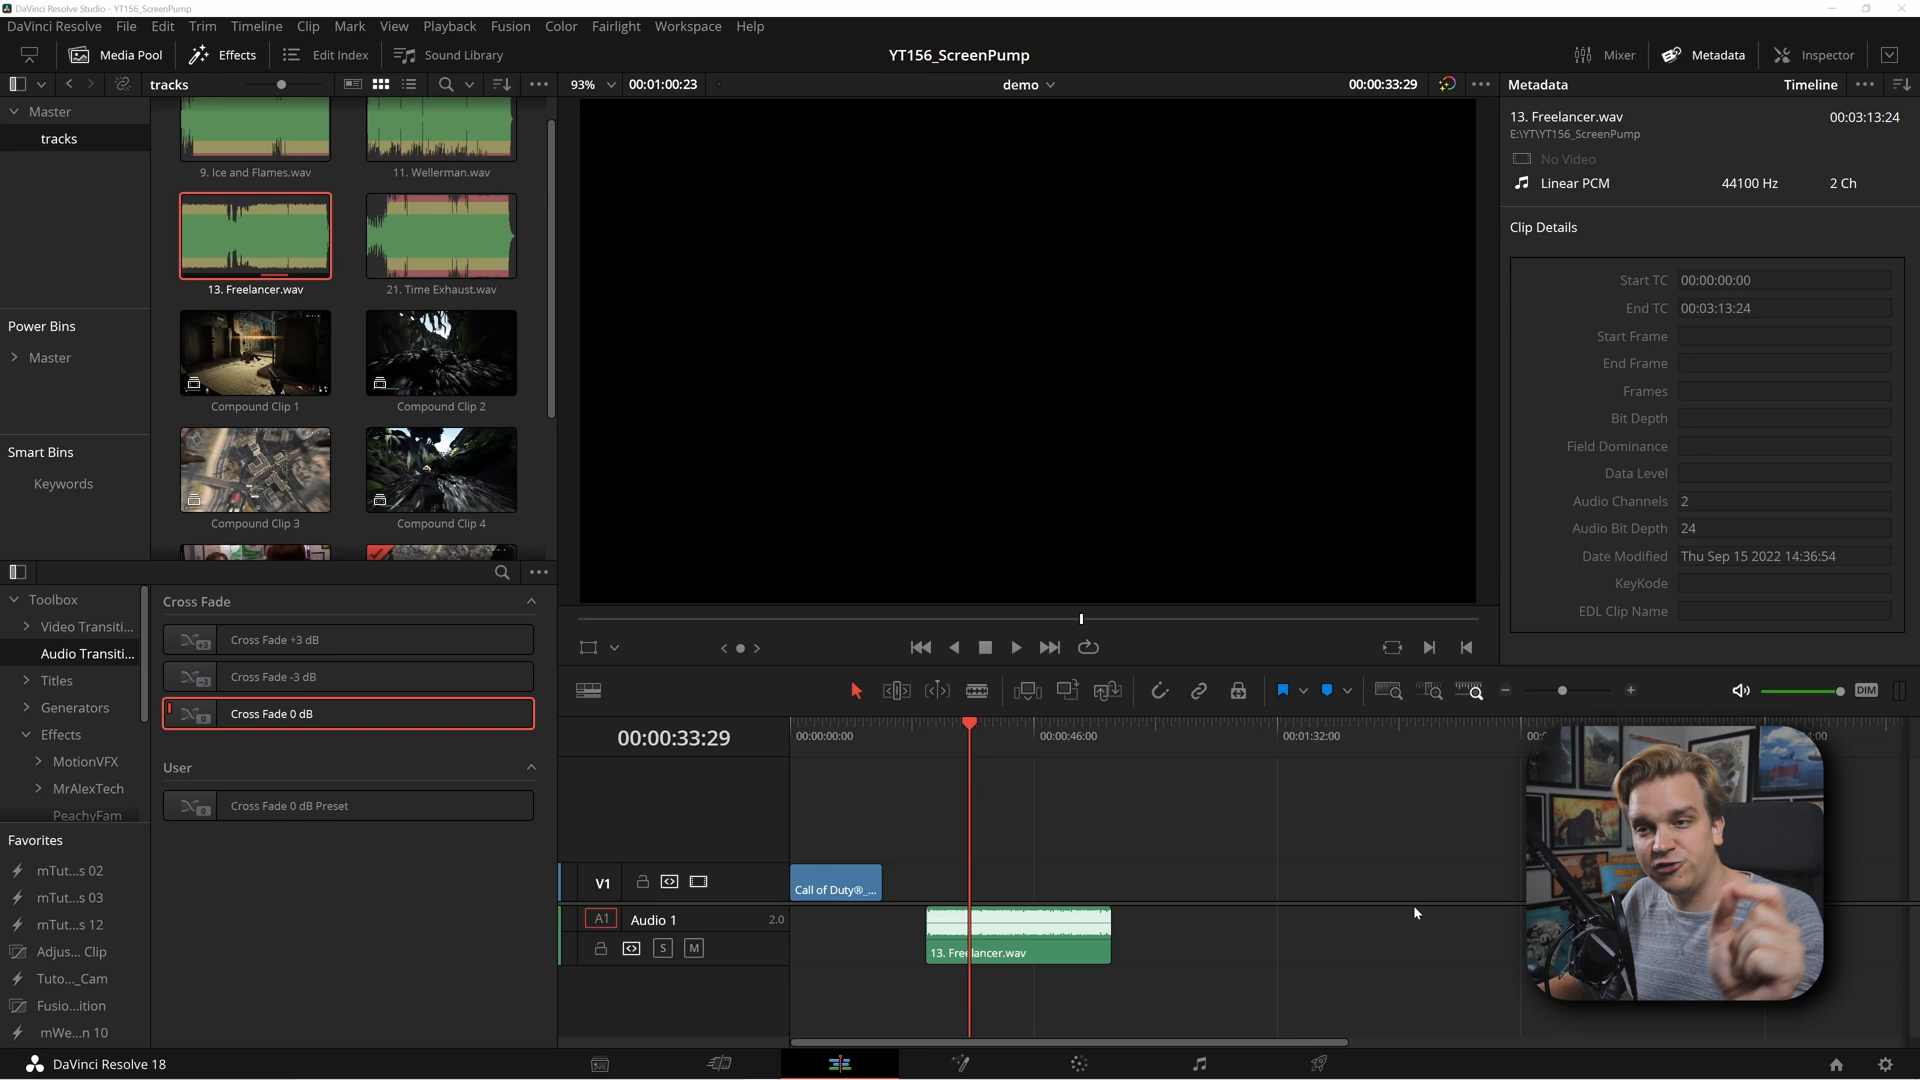 DaVinci Resolve Studio - YT156_ScreenPump
DaVinci Resolve File Edit Trim Timeline Clip Mark View Playback Fusion Color Fairlight Workspace Help
Media Pool Effects Edit Index Sound Library YT156_ScreenPump Mixer Metadata Inspector
tracks 93% 00:01:00:23 demo 00:00:33:29 Metadata Timeline
Master
tracks
Power Bins
Master
Smart Bins
Keywords
9. Ice and Flames.wav 11. Wellerman.wav
13. Freelancer.wav 21. Time Exhaust.wav
Compound Clip 1 Compound Clip 2
Compound Clip 3 Compound Clip 4
13. Freelancer.wav 00:03:13:24
E:\YT\YT156_ScreenPump
No Video
Linear PCM 44100 Hz 2 Ch
Clip Details
Start TC 00:00:00:00
End TC 00:03:13:24
Start Frame
End Frame
Frames
Bit Depth
Field Dominance
Data Level
Audio Channels 2
Audio Bit Depth 24
Date Modified Thu Sep 15 2022 14:36:54
KeyKode
EDL Clip Name
Toolbox
Video Transiti...
Audio Transiti...
Titles
Generators
Effects
MotionVFX
MrAlexTech
PeachyFam
Favorites
mTut...s 02
mTut...s 03
mTut...s 12
Adjus... Clip
Tuto..._Cam
Fusio...ition
mWe...n 10
Cross Fade
+3 Cross Fade +3 dB
-3 Cross Fade -3 dB
0 Cross Fade 0 dB
User
0 Cross Fade 0 dB Preset
DIM
00:00:33:29 00:00:00:00 00:00:46:00 00:01:32:00
V1
Call of Duty®_...
A1 Audio 1 2.0
S M
13. Freelancer.wav
DaVinci Resolve 18